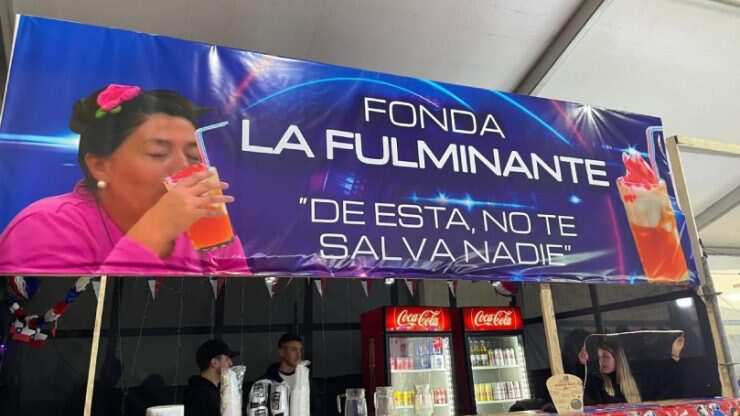 FONDA
LA FULMINANTE
"DE ESTA, NO TE
SALVA NADIE"
Coca-Cola
Coca-Cola